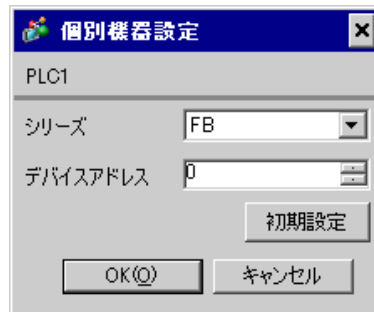 個別機器設定
PLC1
シリーズ FB
デバイスアドレス 0
初期設定
OK(O) キャンセル